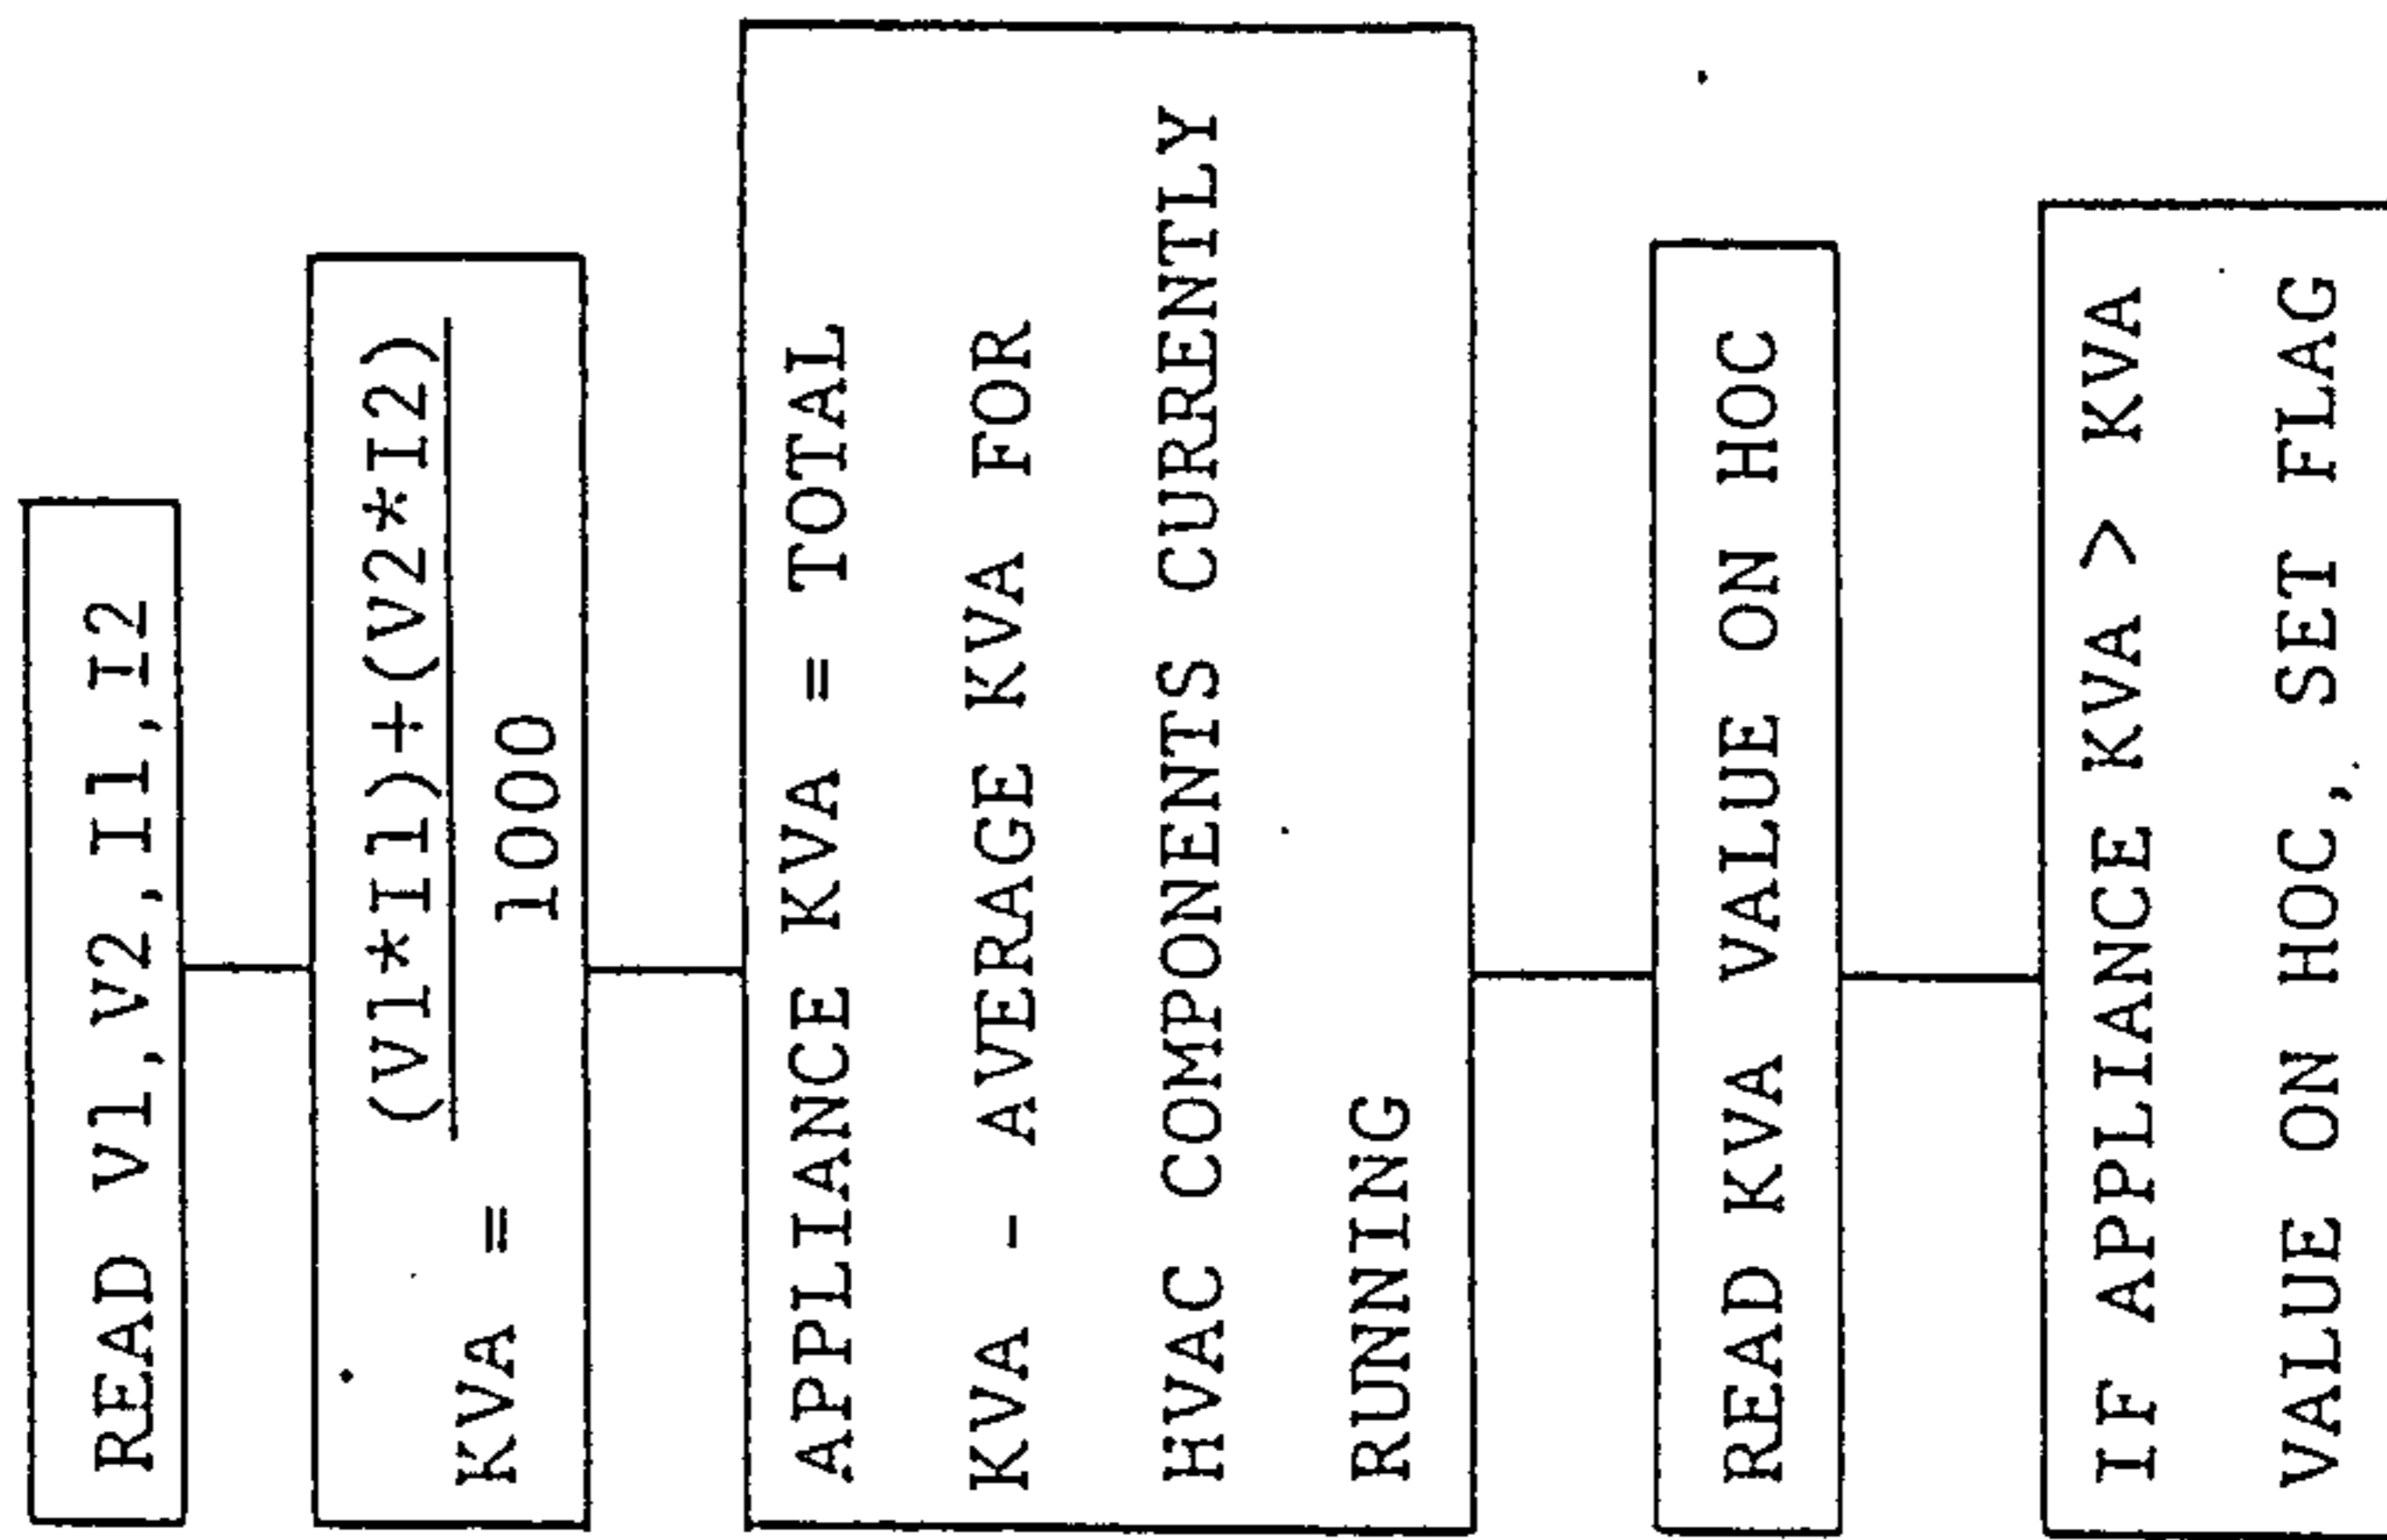 READ V1,V2,I1,I2
(V1*I1)+(V2*I2)
KVA =
1000
APPLIANCE KVA = TOTAL
KVA - AVERAGE KVA FOR
HVAC COMPONENTS CURRENTLY
RUNNING
READ KVA VALUE ON HOC
IF APPLIANCE KVA > KVA
VALUE ON HOC, SET FLAG